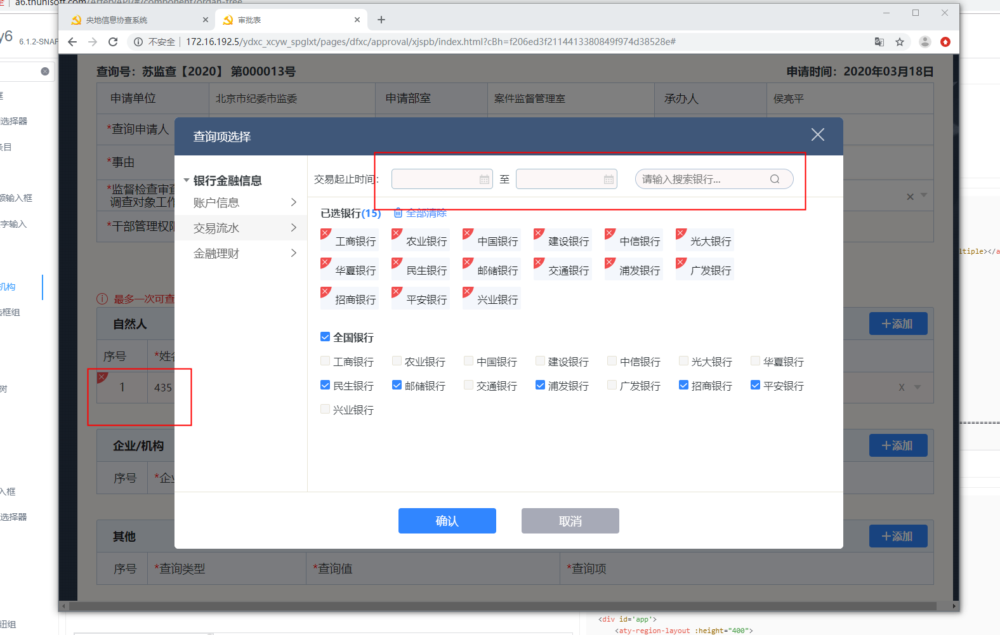 全 | a6.thunisoft.com/ArteryAPI/#/component/organ-tree
y6 6.1.2-SNAP
选择器
条目
额输入框
字输入
机构
选框组
树
入框
选择器
钮组
央地信息协查系统
审批表
不安全 | 172.16.192.5/ydxc_xcyw_spglxt/pages/dfxc/approval/xjspb/index.html?cBh=f206ed3f2114413380849f974d38528e#
查询号：苏监查【2020】 第000013号 申请时间：2020年03月18日
申请单位 北京市纪委市监委 申请部室 案件监督管理室 承办人 侯亮平
*查询申请人
*事由
*监督检查审查
调查对象工作
*干部管理权限
最多一次可查
自然人 +添加
序号 *姓名
1 435 X
企业/机构 +添加
序号 *企业
其他 +添加
序号 *查询类型 *查询值 *查询项
查询项选择
银行金融信息
账户信息
交易流水
金融理财
交易起止时间： 至 请输入搜索银行...
已选银行(15) 全部清除
工商银行 农业银行 中国银行 建设银行 中信银行 光大银行
华夏银行 民生银行 邮储银行 交通银行 浦发银行 广发银行
招商银行 平安银行 兴业银行
全国银行
工商银行 农业银行 中国银行 建设银行 中信银行 光大银行 华夏银行
民生银行 邮储银行 交通银行 浦发银行 广发银行 招商银行 平安银行
兴业银行
确认 取消
ltiple></a
===========
<div id='app'>
<aty-region-layout :height="400">